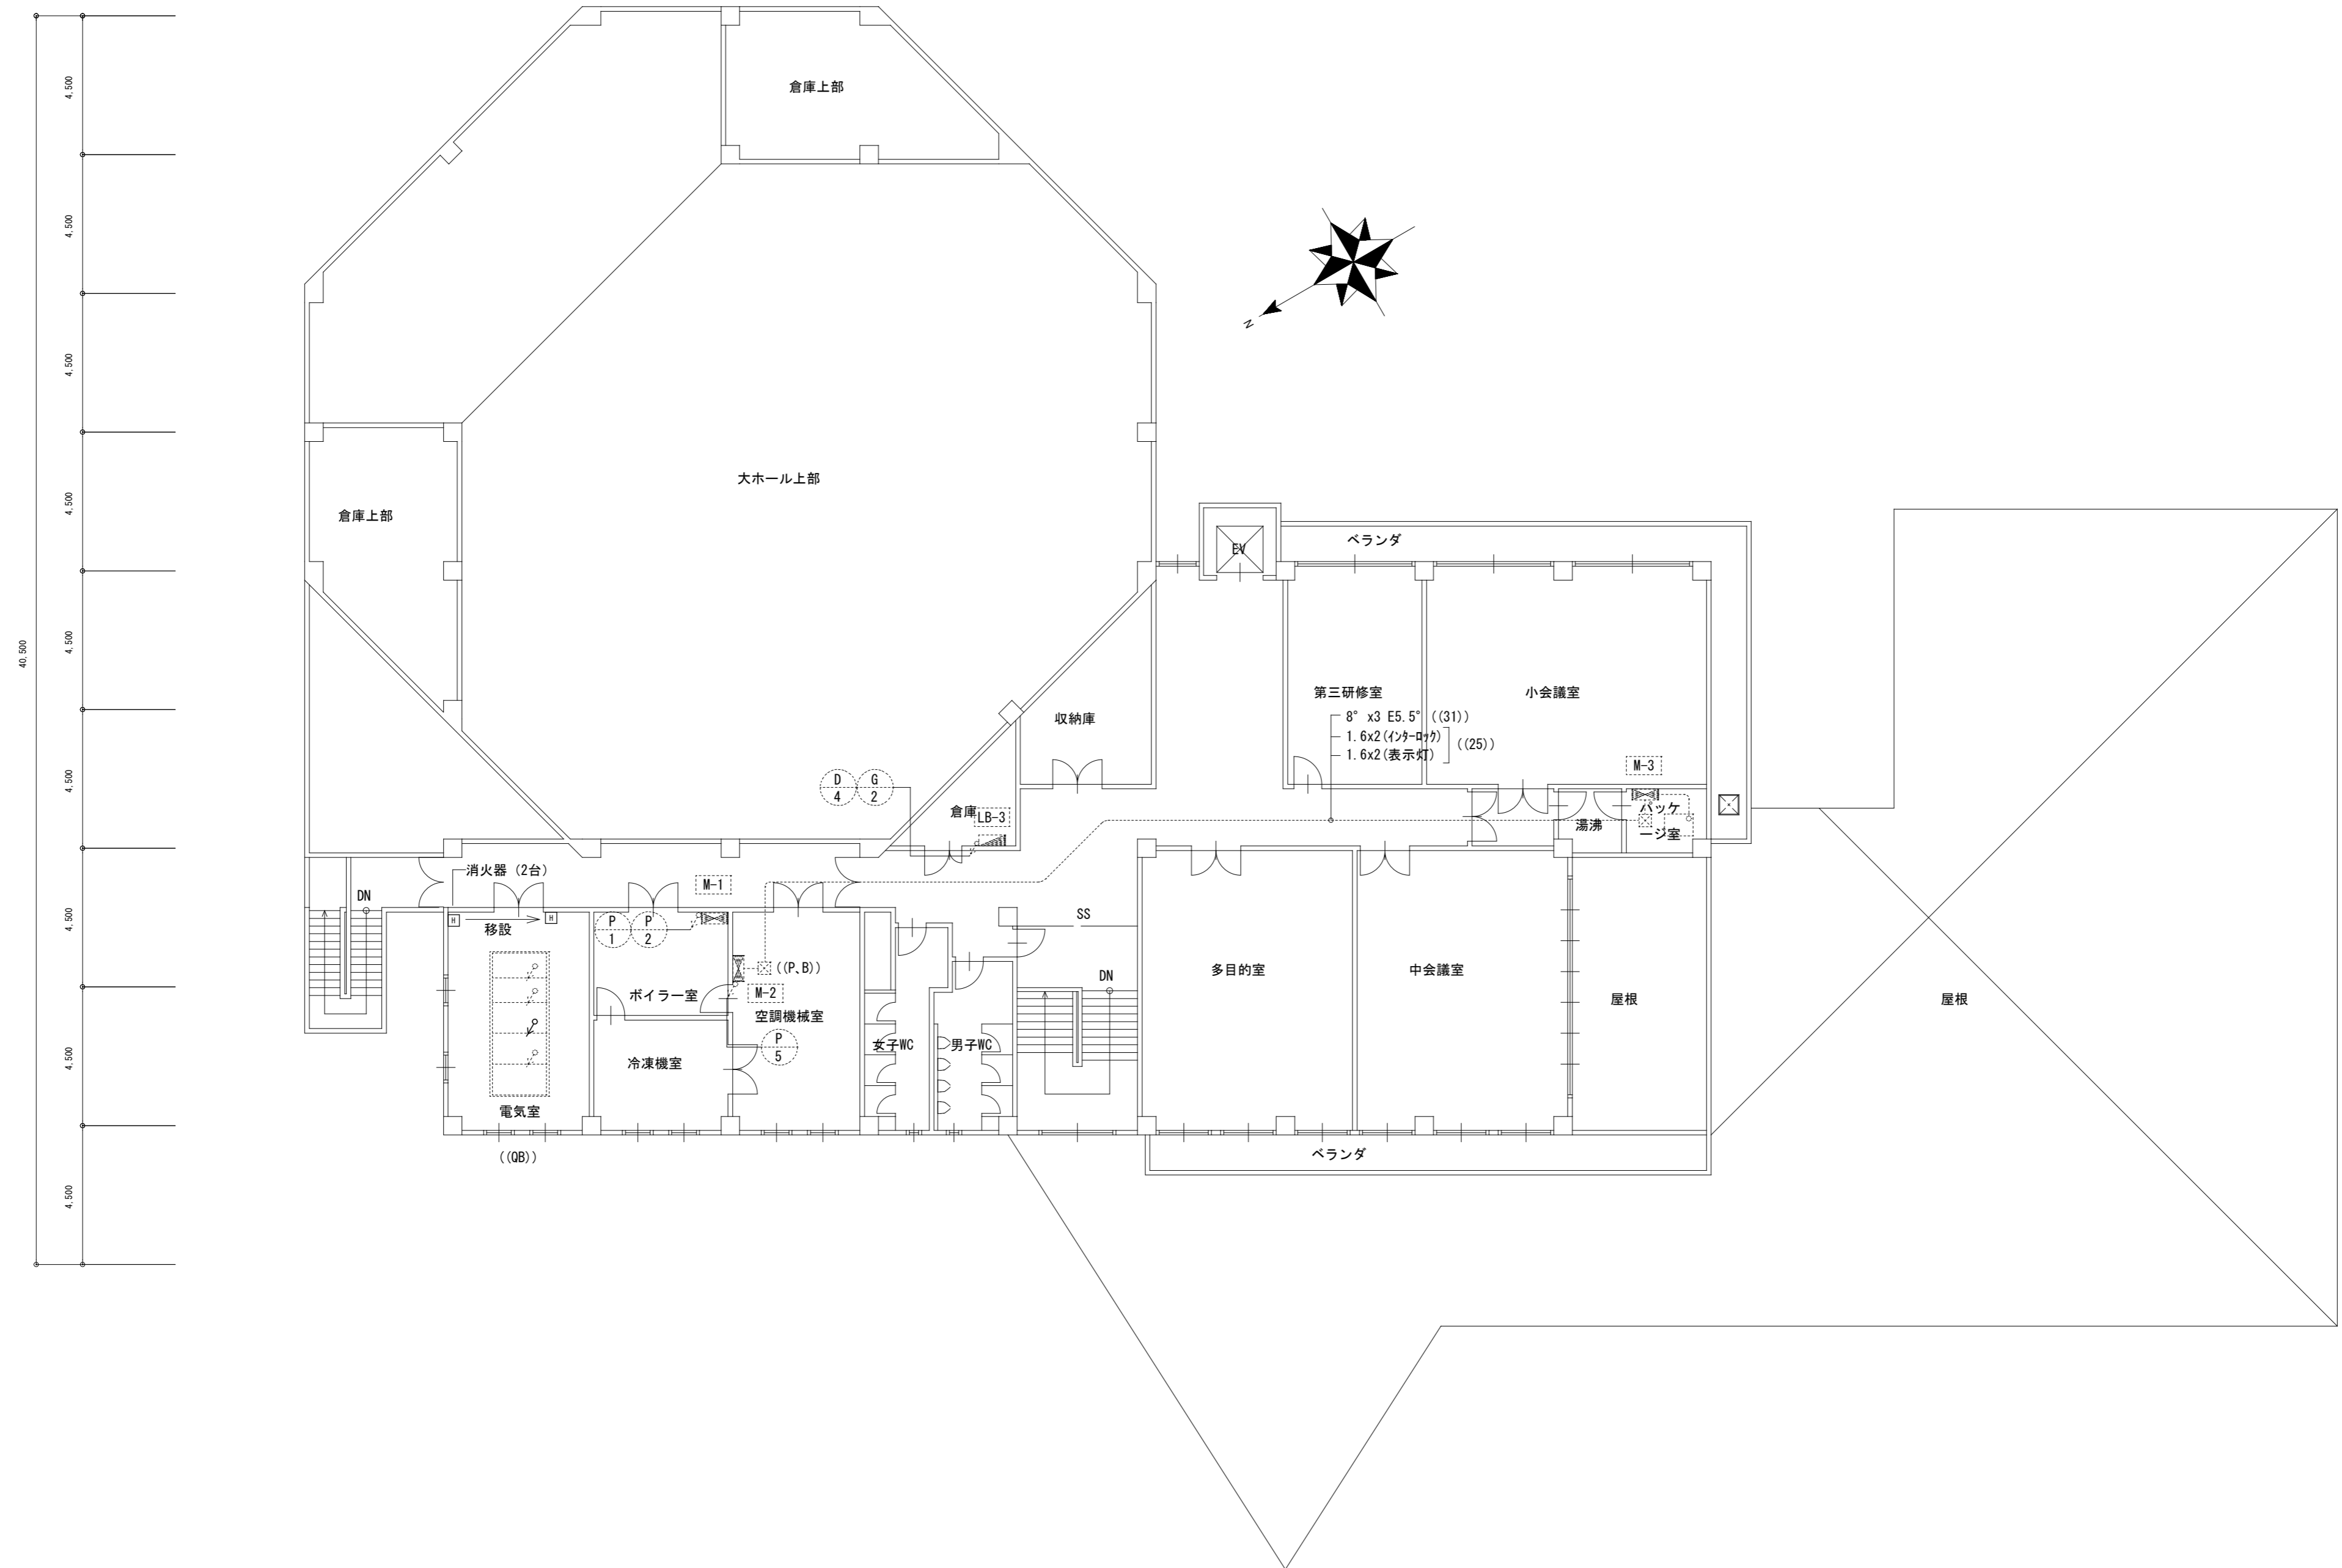 倉庫上部
4,500
4,500
4,500
4,500
4,500
4,500
4,500
4,500
4,500
40,500
N
大ホール上部
倉庫上部
EV
ベランダ
第三研修室
小会議室
8° x3 E5.5° ((31))
1.6x2(インターロック)
1.6x2(表示灯)
((25))
収納庫
M-3
D
4
G
2
倉庫
LB-3
パッケ
ージ室
湯沸
消火器 (2台)
M-1
DN
H
H
移設
P
1
P
2
SS
((P、B))
M-2
DN
多目的室
中会議室
屋根
屋根
ボイラー室
空調機械室
P
5
女子WC
男子WC
冷凍機室
電気室
((QB))
ベランダ